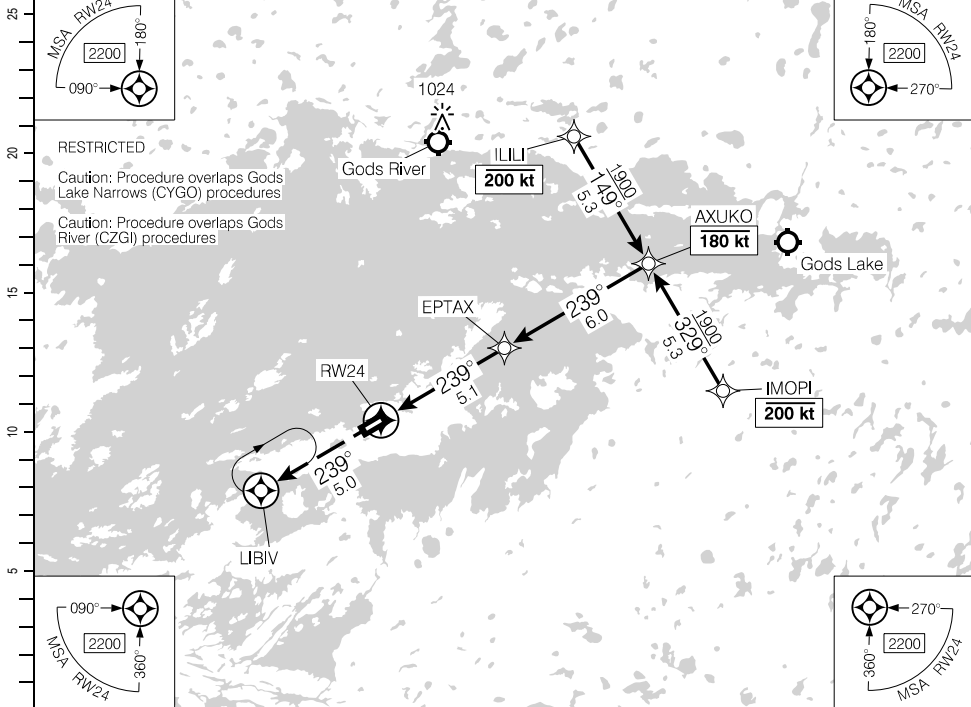 25
20
15
10
5
MSA RW24
2200
180°
090°
MSA RW24
2200
180°
270°
RESTRICTED
Caution: Procedure overlaps Gods
Lake Narrows (CYGO) procedures
Caution: Procedure overlaps Gods
River (CZGI) procedures
1024
Gods River
ILILI
200 kt
1900
149°
5.3
AXUKO
180 kt
Gods Lake
EPTAX
239°
6.0
1900
329°
5.3
IMOPI
200 kt
RW24
239°
5.1
239°
5.0
LIBIV
090°
2200
360°
MSA RW24
270°
2200
360°
MSA RW24